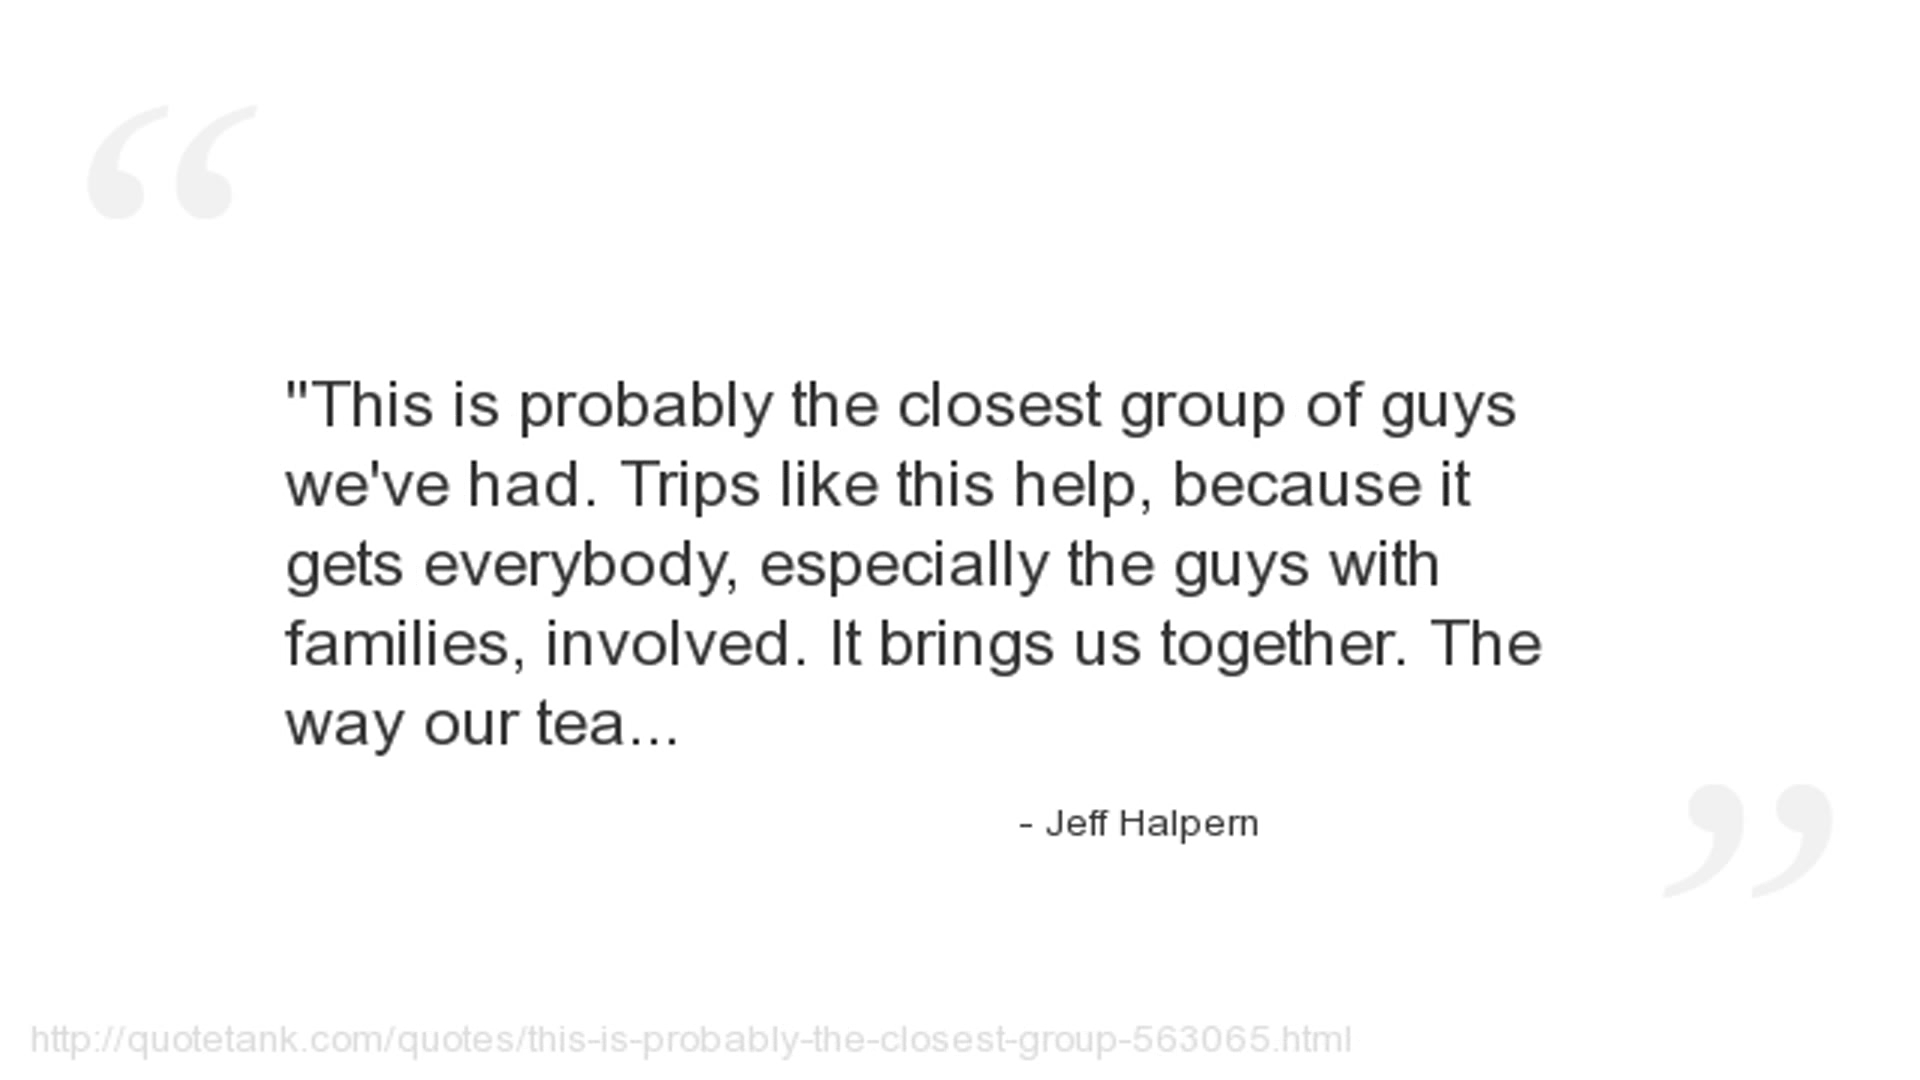 “
"This is probably the closest group of guys
we've had. Trips like this help, because it
gets everybody, especially the guys with
families, involved. It brings us together. The
way our tea...
- Jeff Halpern
”
http://quotetank.com/quotes/this-is-probably-the-closest-group-563065.html